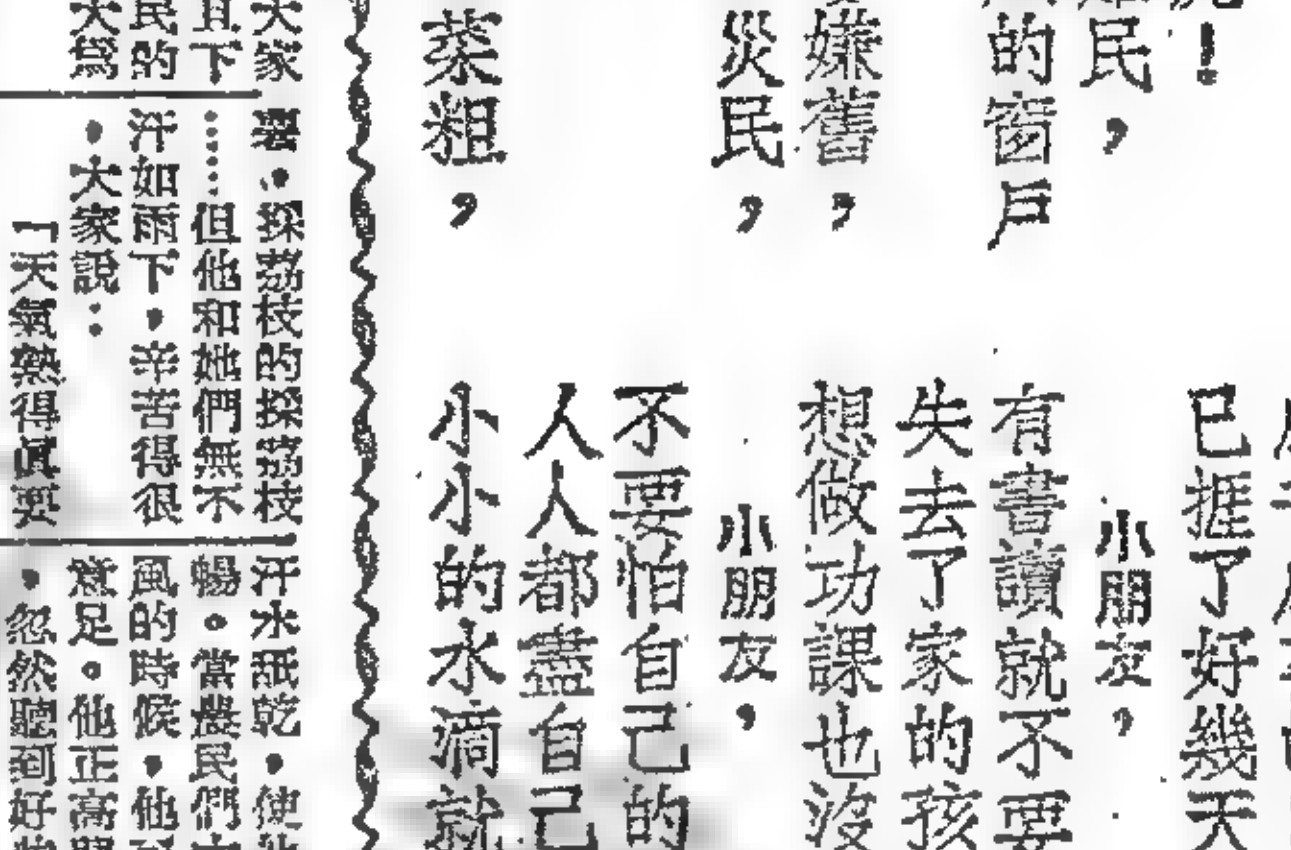 ！
民，
的窗戶
嫌舊，
災民，
菜粗，
已捱了好幾天
小朋友，
有書讀就不要
失去了家的孩
想做功課也沒
小朋友，
不要怕自己的
人人都盡自己
小小的水滴就
大家
且下
民的
大爲
。採荔枝的採荔枝
……但他和她們無不
汗如雨下，辛苦得很
，大家說：
「天氣熱得眞要
汗水舐乾，使
暢。當農民們
風的時候，他
意足。他正高
，忽然聽到好